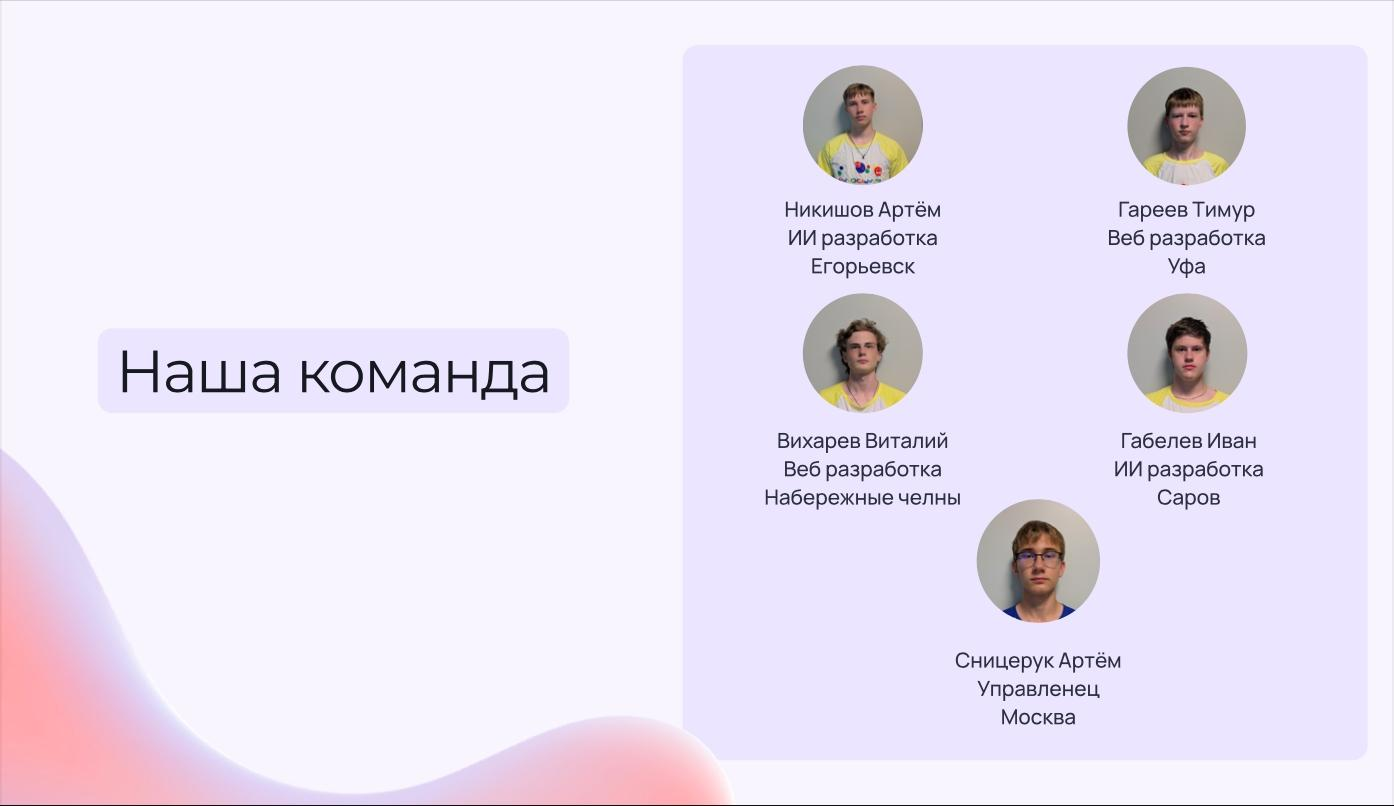 Наша команда
Никишов Артём
ИИ разработка
Егорьевск
Гареев Тимур
Веб разработка
Уфа
Вихарев Виталий
Веб разработка
Набережные челны
Габелев Иван
ИИ разработка
Саров
Сницерук Артём
Управленец
Москва